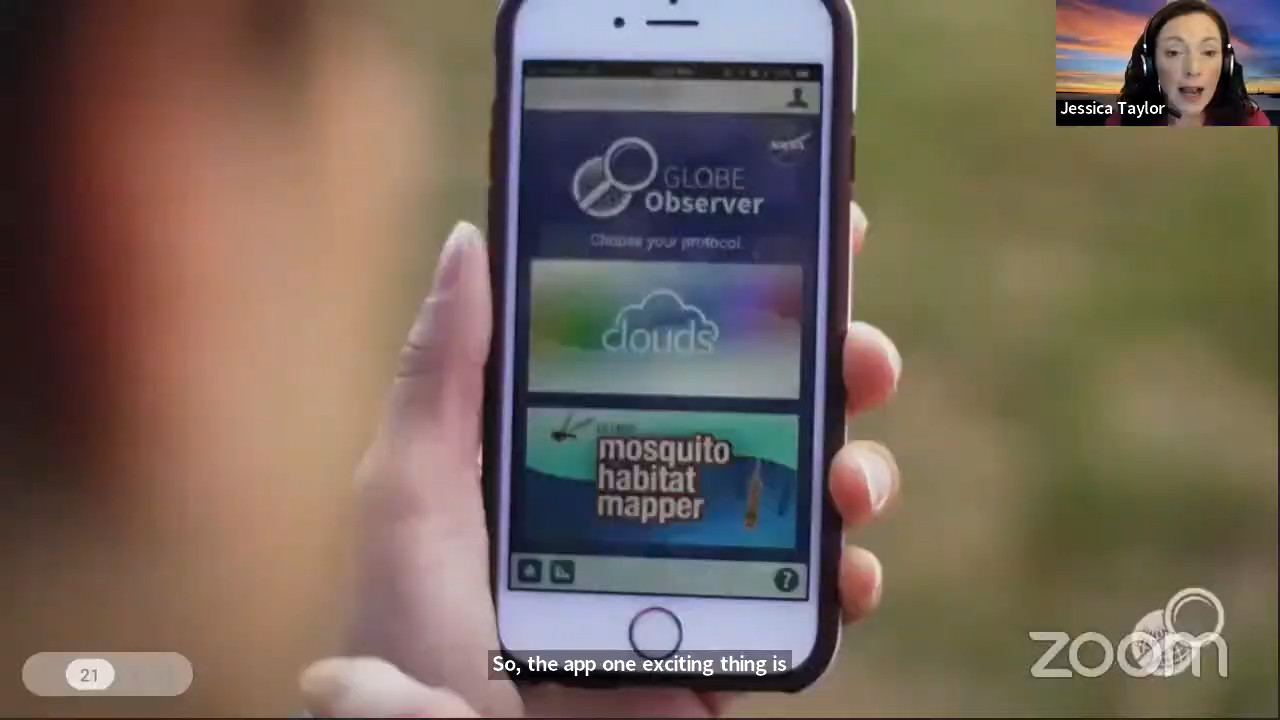 Jessica Taylor
NASA
GLOBE
Observer
Choose your protocol.
clouds
mosquito
habitat
mapper
?
So, the app one exciting thing is
21
zoom